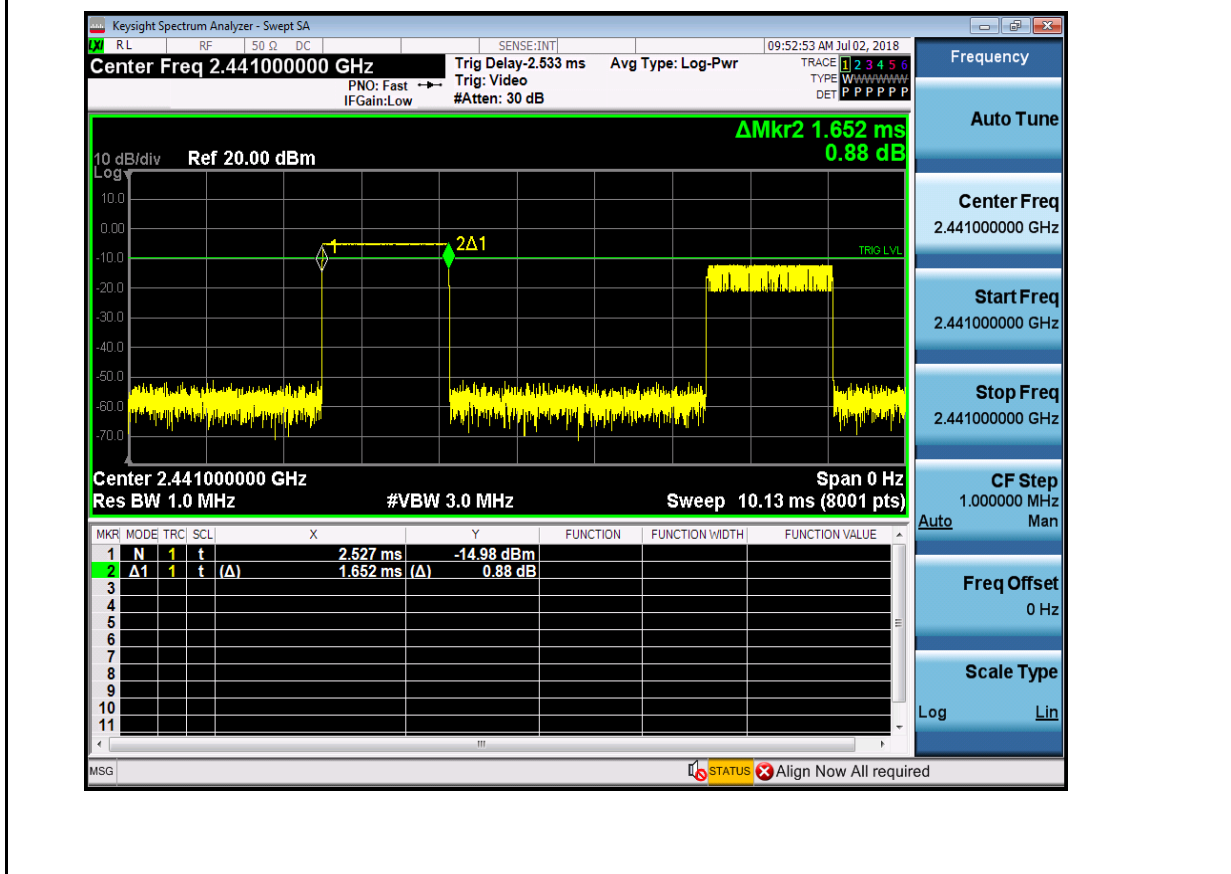 Keysight Spectrum Analyzer - Swept SA
LXI RL RF 50 Ω DC SENSE:INT 09:52:53 AM Jul 02, 2018
Center Freq 2.441000000 GHz
PNO: Fast
IFGain:Low
Trig Delay-2.533 ms
Trig: Video
#Atten: 30 dB
Avg Type: Log-Pwr
TRACE 1 2 3 4 5 6
TYPE WWWWWW
DET P P P P P P
ΔMkr2 1.652 ms
0.88 dB
10 dB/div Ref 20.00 dBm
Log
10.0
0.00
-10.0
-20.0
-30.0
-40.0
-50.0
-60.0
-70.0
1
2Δ1
TRIG LVL
Center 2.441000000 GHz Span 0 Hz
Res BW 1.0 MHz #VBW 3.0 MHz Sweep 10.13 ms (8001 pts)
MKR MODE TRC SCL X Y FUNCTION FUNCTION WIDTH FUNCTION VALUE
1 N 1 t 2.527 ms -14.98 dBm
2 Δ1 1 t (Δ) 1.652 ms (Δ) 0.88 dB
3
4
5
6
7
8
9
10
11
MSG STATUS Align Now All required
Frequency
Auto Tune
Center Freq
2.441000000 GHz
Start Freq
2.441000000 GHz
Stop Freq
2.441000000 GHz
CF Step
1.000000 MHz
Auto Man
Freq Offset
0 Hz
Scale Type
Log Lin